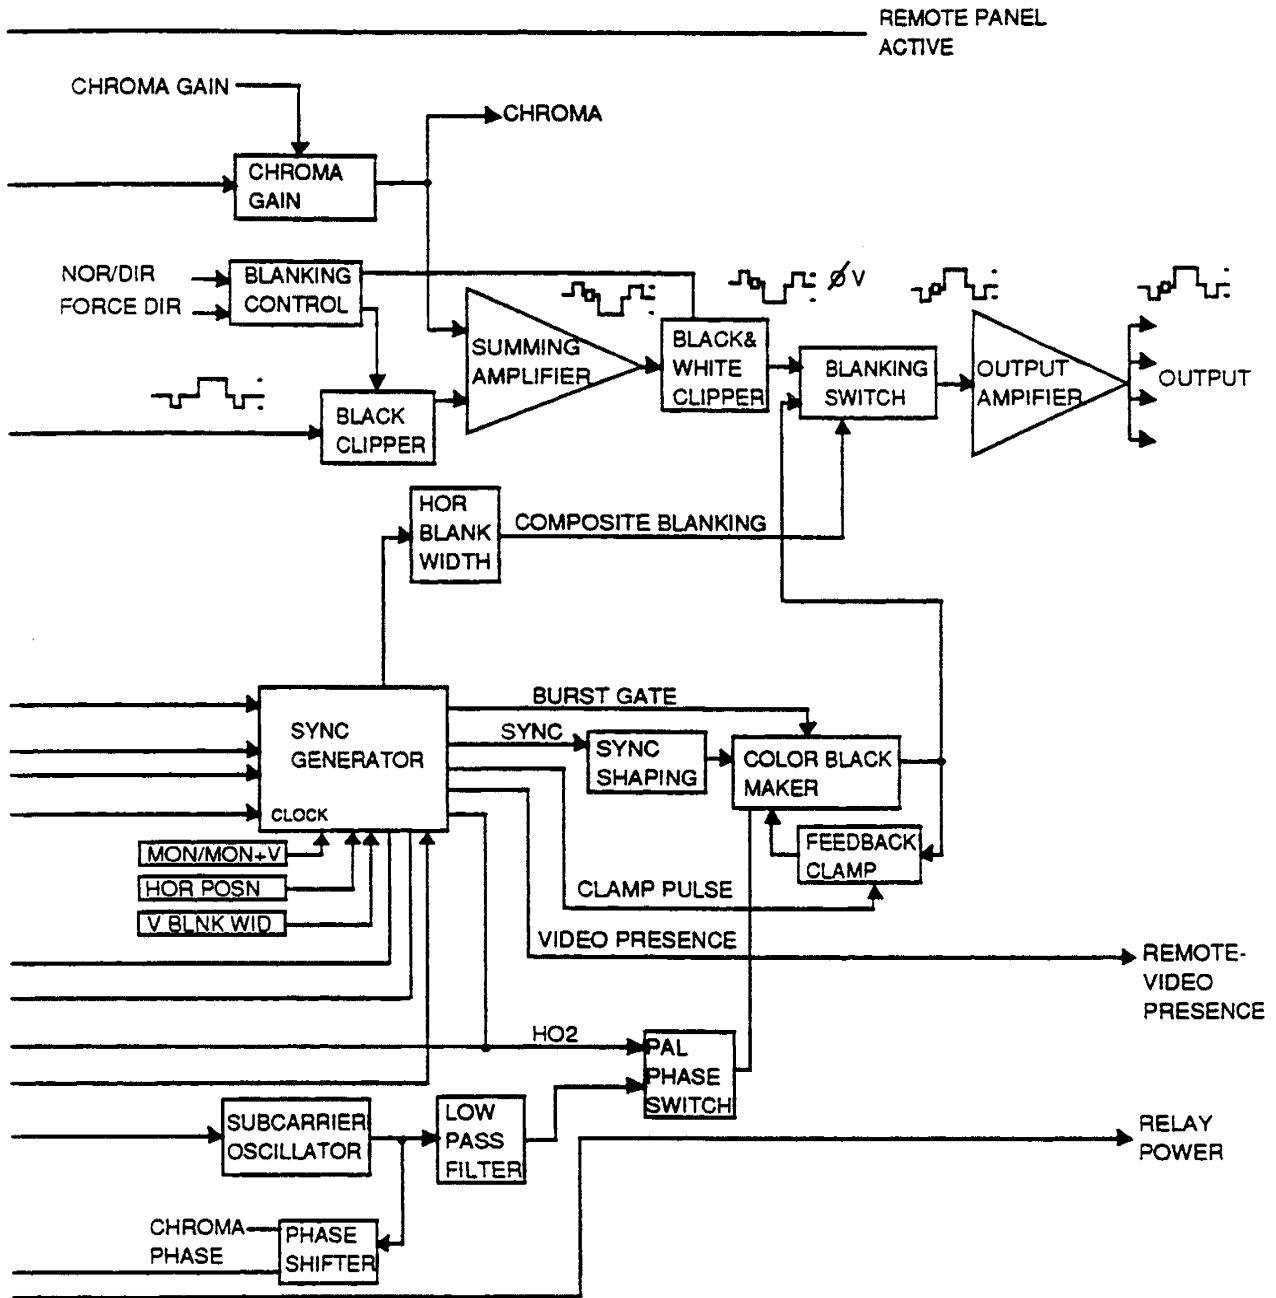 REMOTE PANEL
ACTIVE
CHROMA GAIN
CHROMA
CHROMA
GAIN
NOR/DIR
FORCE DIR
BLANKING
CONTROL
ØV
SUMMING
AMPLIFIER
BLACK&
WHITE
CLIPPER
BLANKING
SWITCH
OUTPUT
AMPIFIER
OUTPUT
BLACK
CLIPPER
HOR
BLANK
WIDTH
COMPOSITE BLANKING
SYNC
GENERATOR
CLOCK
BURST GATE
SYNC
SYNC
SHAPING
COLOR BLACK
MAKER
MON/MON+V
HOR POSN
V BLNK WID
FEEDBACK
CLAMP
CLAMP PULSE
VIDEO PRESENCE
REMOTE-
VIDEO
PRESENCE
HO2
PAL
PHASE
SWITCH
SUBCARRIER
OSCILLATOR
LOW
PASS
FILTER
RELAY
POWER
CHROMA
PHASE
PHASE
SHIFTER